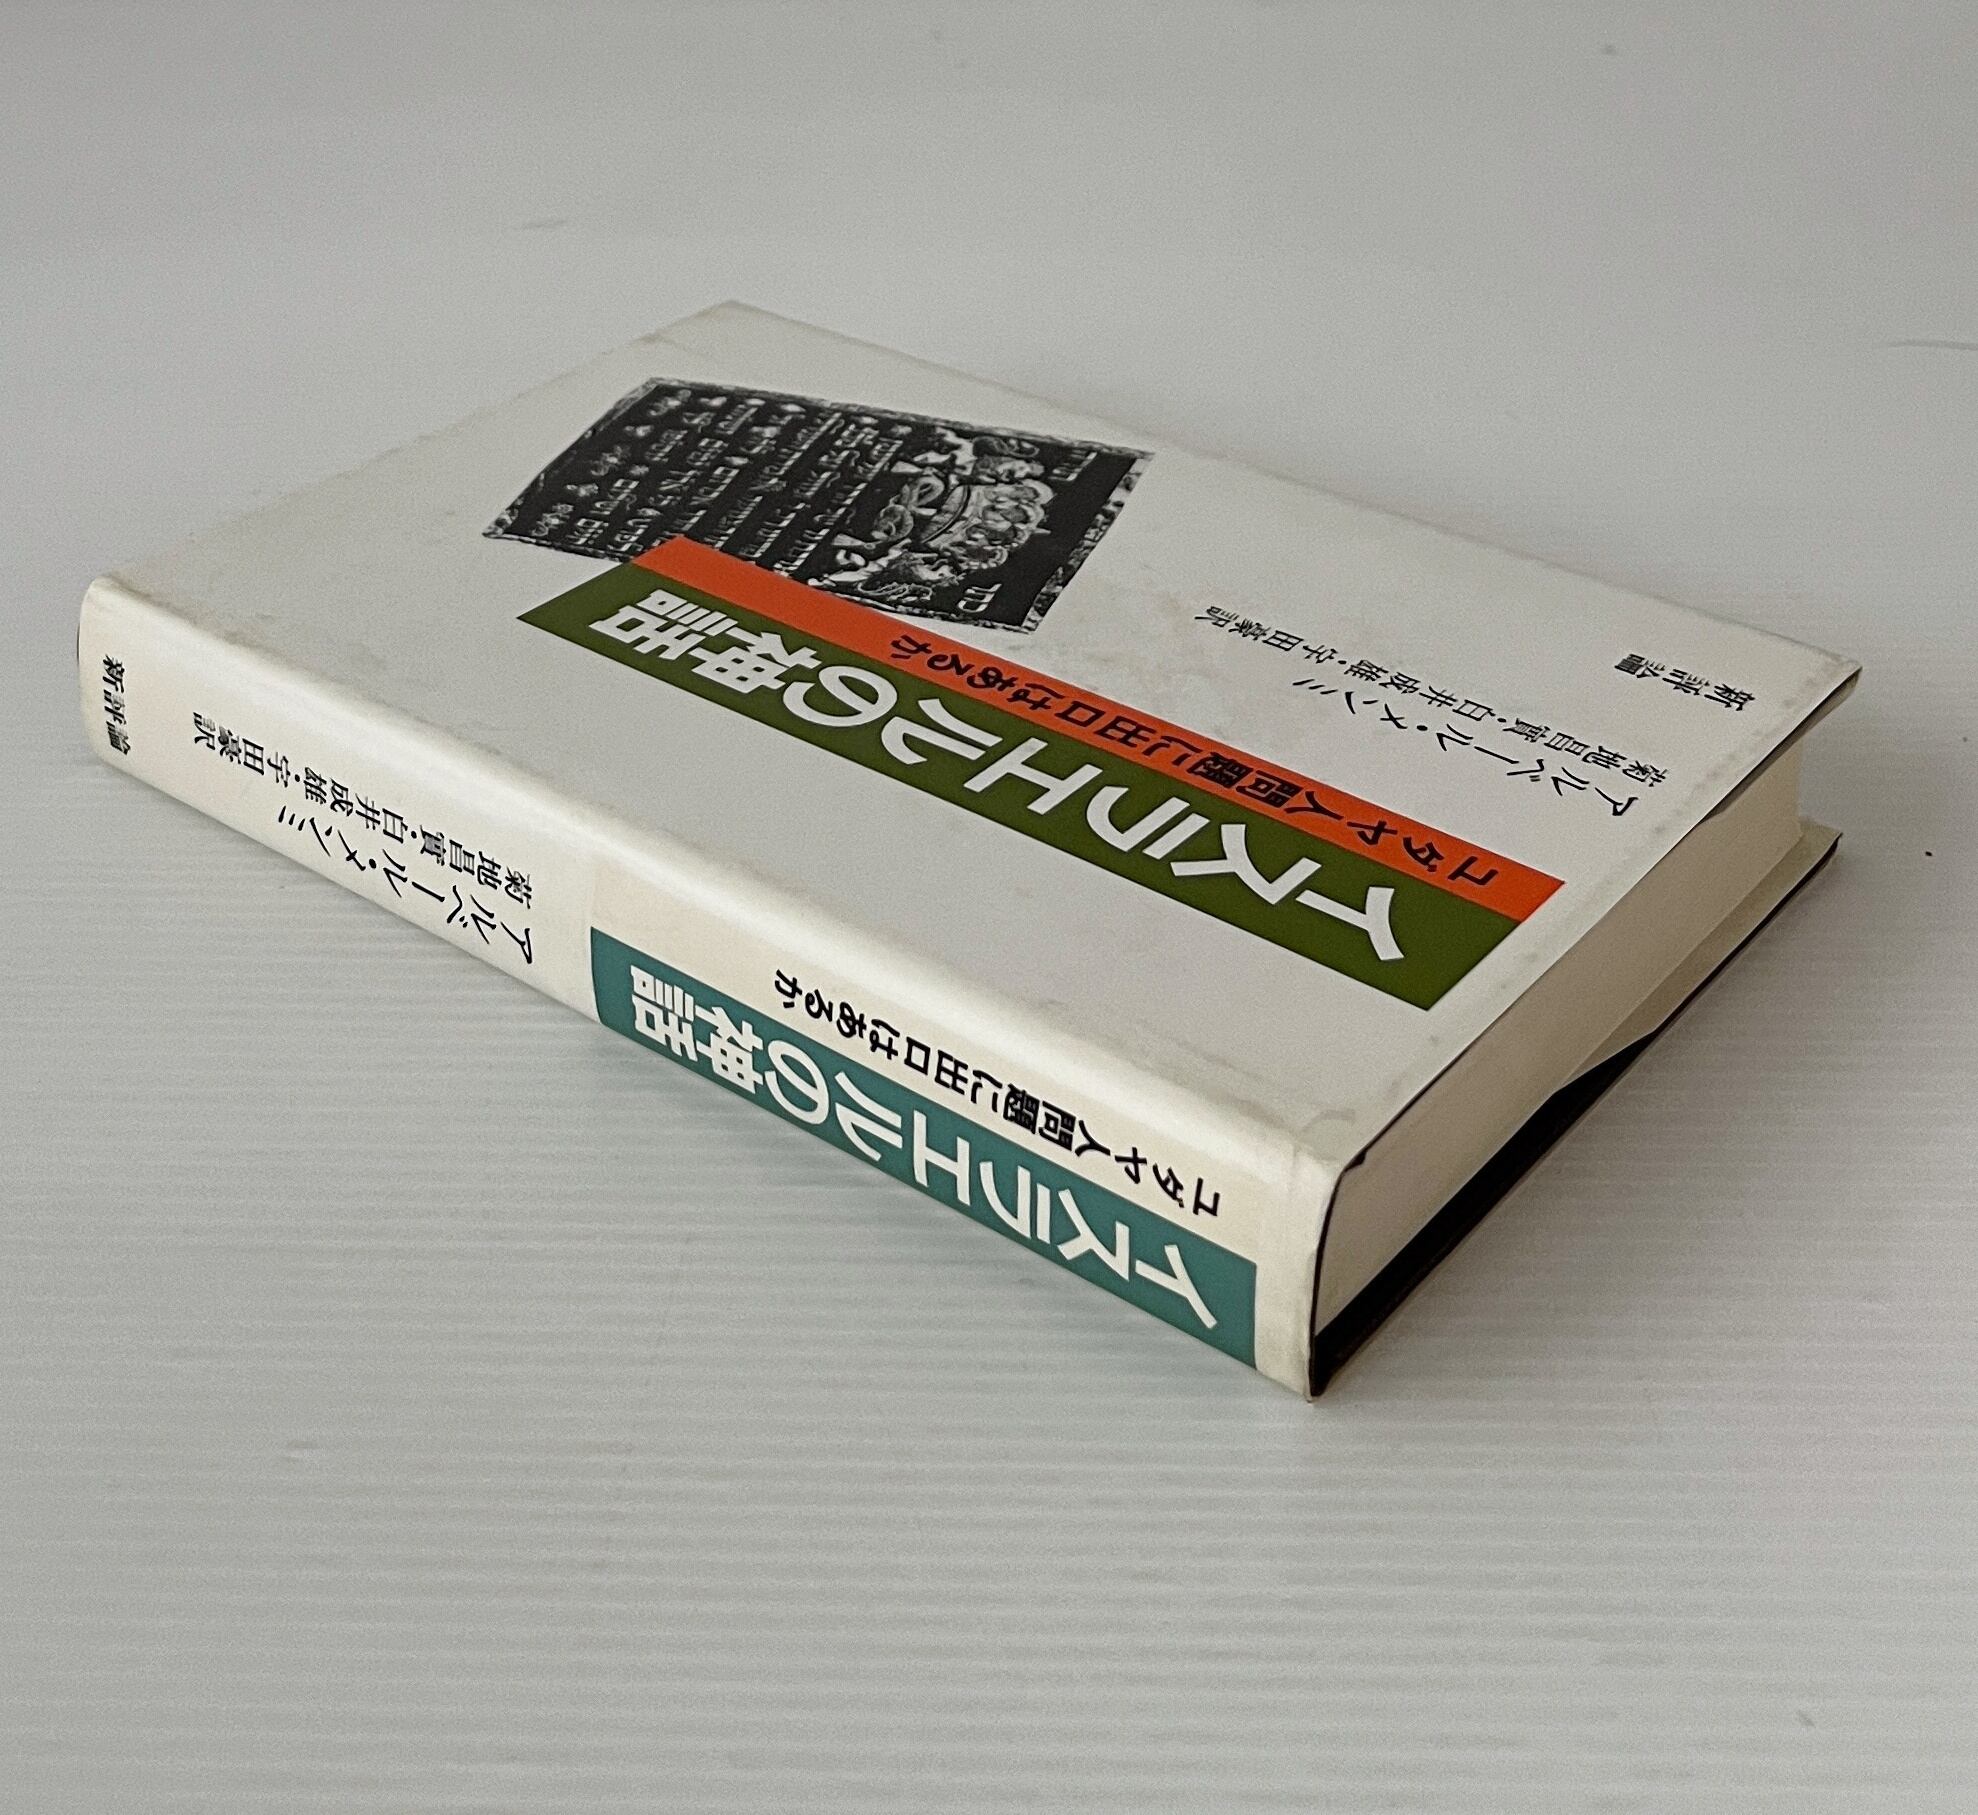 イスラエルの神話
ユダヤ人問題に出口はあるか
アルベール・メンミ
菊地昌實・白井成雄・宇田豪訳
新評論
イスラエルの神話
ユダヤ人問題に出口はあるか
アルベール・メンミ
菊地昌實・白井成雄・宇田豪訳
新評論